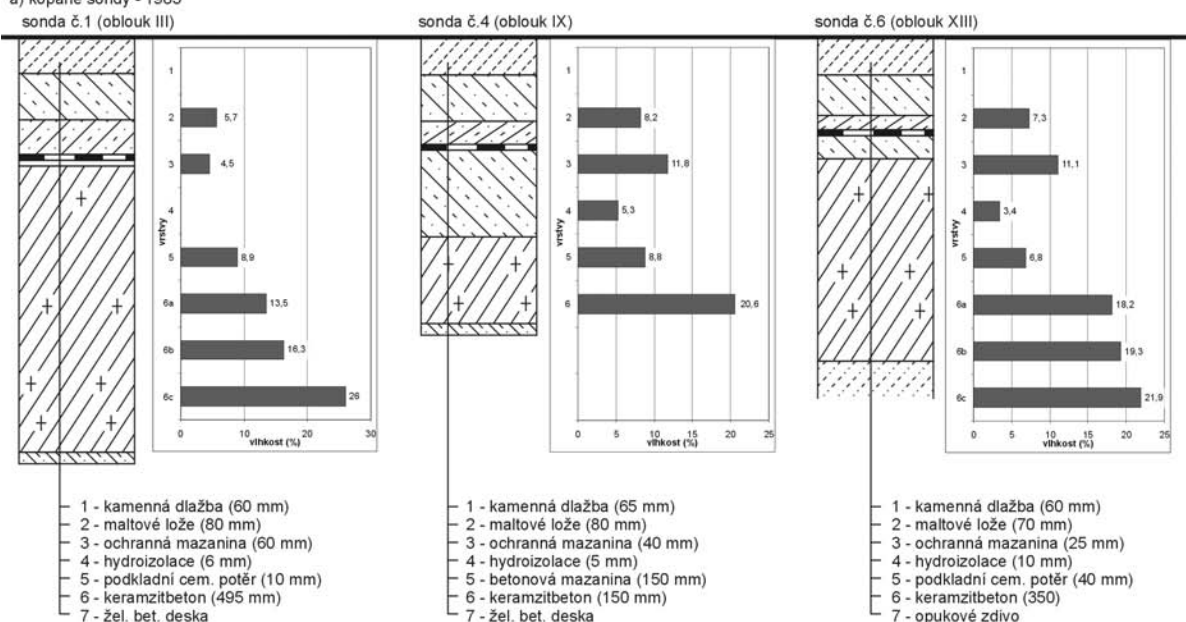 a) kopané sondy - 1985
sonda č.1 (oblouk III)
1
2 5,7
3 4,5
4
5 8,9
6a 13,5
6b 16,3
6c 26
vrstvy
0 10 20 30
vlhkost (%)
1 - kamenná dlažba (60 mm)
2 - maltové lože (80 mm)
3 - ochranná mazanina (60 mm)
4 - hydroizolace (6 mm)
5 - podkladní cem. potěr (10 mm)
6 - keramzitbeton (495 mm)
7 - žel. bet. deska
sonda č.4 (oblouk IX)
1
2 8,2
3 11,8
4 5,3
5 8,8
6 20,6
vrstvy
0 5 10 15 20 25
vlhkost (%)
1 - kamenná dlažba (65 mm)
2 - maltové lože (80 mm)
3 - ochranná mazanina (40 mm)
4 - hydroizolace (5 mm)
5 - betonová mazanina (150 mm)
6 - keramzitbeton (150 mm)
7 - žel. bet. deska
sonda č.6 (oblouk XIII)
1
2 7,3
3 11,1
4 3,4
5 6,8
6a 18,2
6b 19,3
6c 21,9
vrstvy
0 5 10 15 20 25
vlhkost (%)
1 - kamenná dlažba (60 mm)
2 - maltové lože (70 mm)
3 - ochranná mazanina (25 mm)
4 - hydroizolace (10 mm)
5 - podkladní cem. potěr (40 mm)
6 - keramzitbeton (350)
7 - opukové zdivo